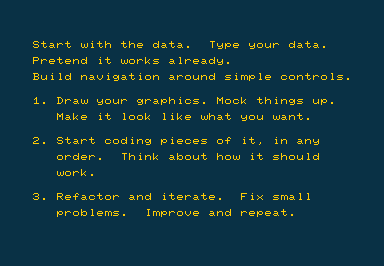 Start with the data.  Type your data.
Pretend it works already.
Build navigation around simple controls.
1. Draw your graphics. Mock things up.
Make it look like what you want.
2. Start coding pieces of it, in any
order.  Think about how it should
work.
3. Refactor and iterate.  Fix small
problems.  Improve and repeat.